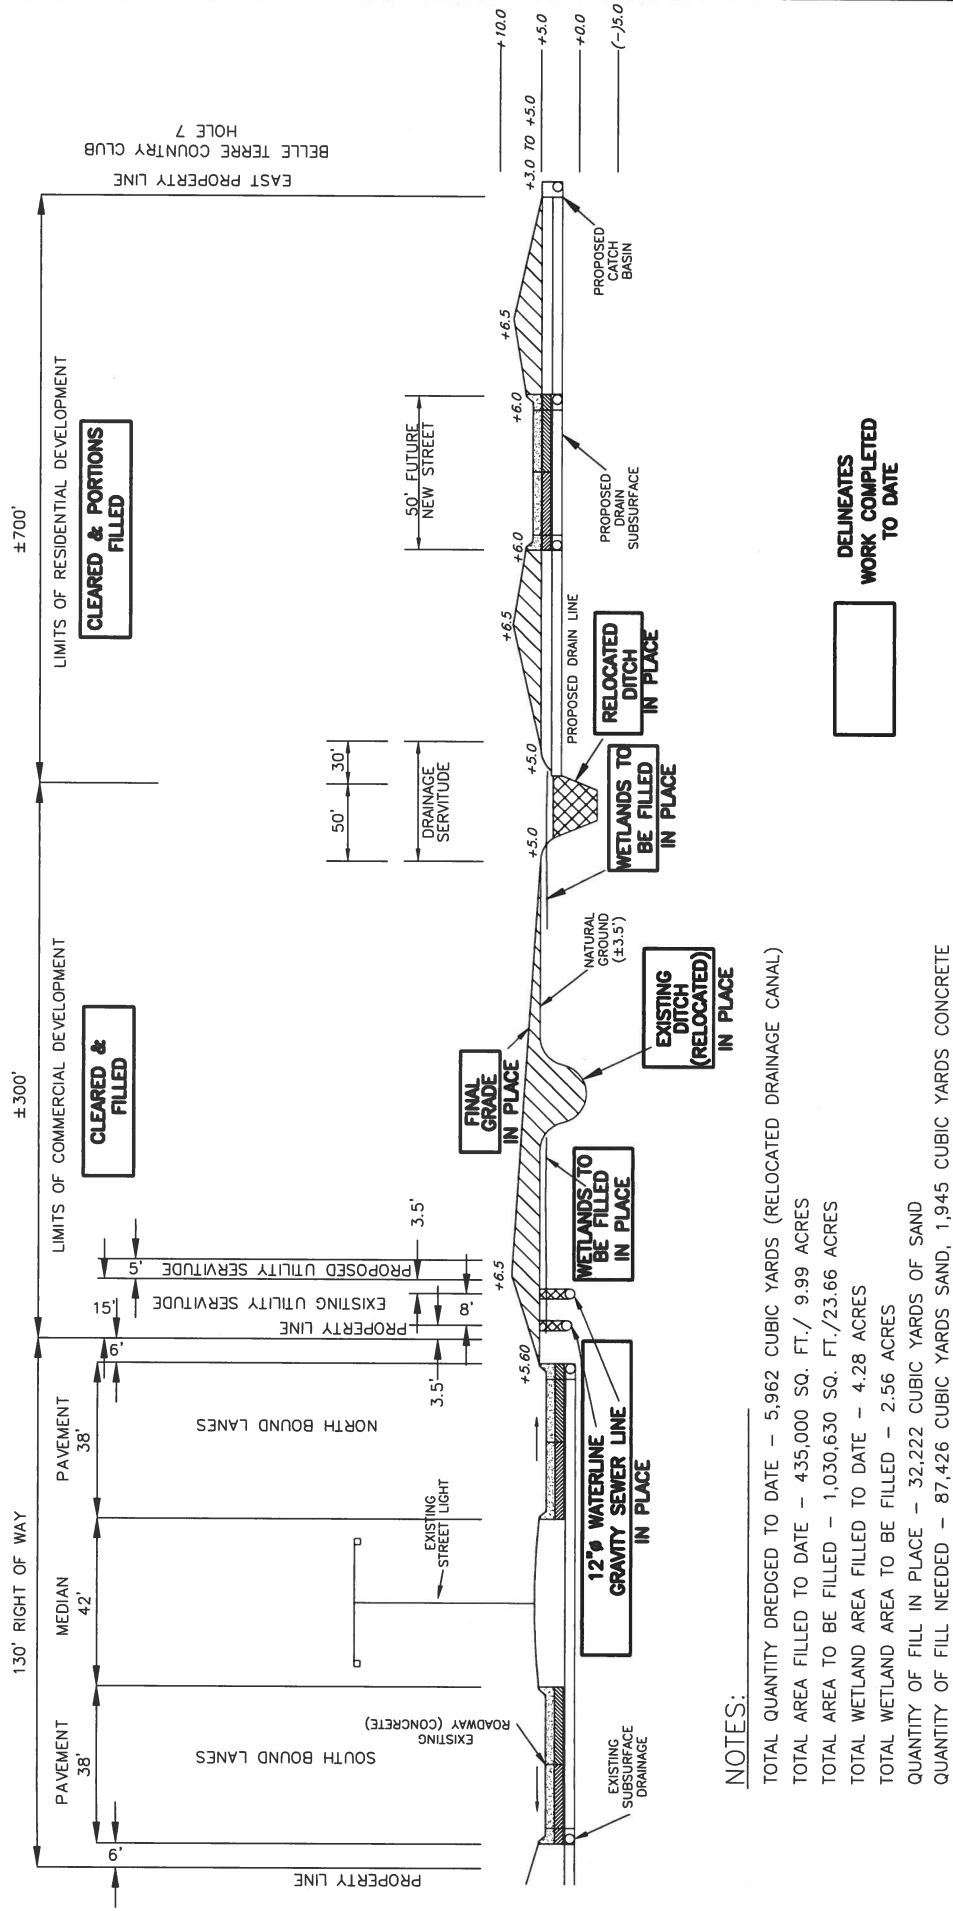 130' RIGHT OF WAY
±300'
±700'
PAVEMENT
MEDIAN
PAVEMENT
LIMITS OF COMMERCIAL DEVELOPMENT
LIMITS OF RESIDENTIAL DEVELOPMENT
6'
38'
42'
38'
6'
15'
5'
CLEARED &
FILLED
CLEARED & PORTIONS
FILLED
PROPERTY LINE
SOUTH BOUND LANES
NORTH BOUND LANES
PROPERTY LINE
EXISTING UTILITY SERVITUDE
PROPOSED UTILITY SERVITUDE
EAST PROPERTY LINE
BELLE TERRE COUNTRY CLUB
HOLE 7
3.5'
8'
3.5'
50'
30'
DRAINAGE
SERVITUDE
50' FUTURE
NEW STREET
EXISTING
ROADWAY (CONCRETE)
EXISTING
STREET LIGHT
+5.60
+6.5
FINAL
GRADE
IN PLACE
+5.0
+5.0
+6.5
+6.0
+6.0
+6.5
+3.0 TO +5.0
+10.0
+5.0
+0.0
(-)5.0
EXISTING
SUBSURFACE
DRAINAGE
12"ø WATERLINE
GRAVITY SEWER LINE
IN PLACE
WETLANDS TO
BE FILLED
IN PLACE
EXISTING
DITCH
(RELOCATED)
IN PLACE
NATURAL
GROUND
(±3.5')
WETLANDS TO
BE FILLED
IN PLACE
RELOCATED
DITCH
IN PLACE
PROPOSED DRAIN LINE
PROPOSED
DRAIN
SUBSURFACE
PROPOSED
CATCH
BASIN
DELINEATES
WORK COMPLETED
TO DATE
NOTES:
TOTAL QUANTITY DREDGED TO DATE – 5,962 CUBIC YARDS (RELOCATED DRAINAGE CANAL)
TOTAL AREA FILLED TO DATE – 435,000 SQ. FT./ 9.99 ACRES
TOTAL AREA TO BE FILLED – 1,030,630 SQ. FT./23.66 ACRES
TOTAL WETLAND AREA FILLED TO DATE – 4.28 ACRES
TOTAL WETLAND AREA TO BE FILLED – 2.56 ACRES
QUANTITY OF FILL IN PLACE – 32,222 CUBIC YARDS OF SAND
QUANTITY OF FILL NEEDED – 87,426 CUBIC YARDS SAND, 1,945 CUBIC YARDS CONCRETE